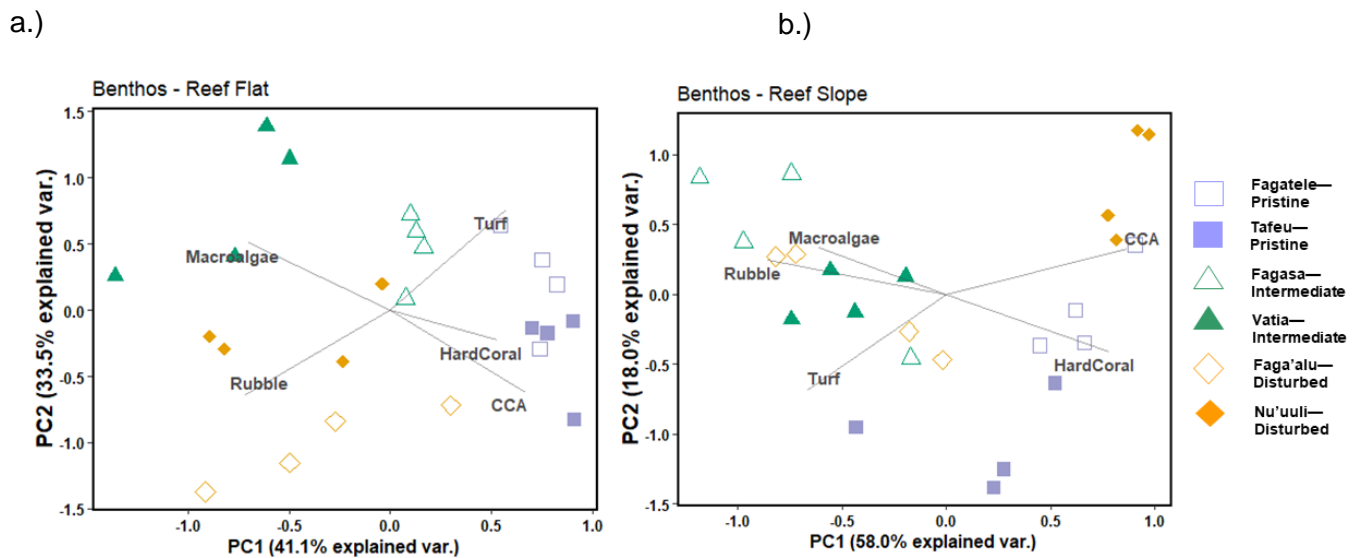 a.)
b.)
Benthos - Reef Flat
1.5
1.0
0.5
0.0
-0.5
-1.0
-1.5
PC2 (33.5% explained var.)
Turf
Macroalgae
HardCoral
Rubble
CCA
-1.0
-0.5
0.0
0.5
1.0
PC1 (41.1% explained var.)
Benthos - Reef Slope
1.0
0.5
0.0
-0.5
-1.0
-1.5
PC2 (18.0% explained var.)
CCA
Macroalgae
Rubble
HardCoral
Turf
-1.0
-0.5
0.0
0.5
1.0
PC1 (58.0% explained var.)
Fagatele—
Pristine
Tafeu—
Pristine
Fagasa—
Intermediate
Vatia—
Intermediate
Faga'alu—
Disturbed
Nu'uuli—
Disturbed